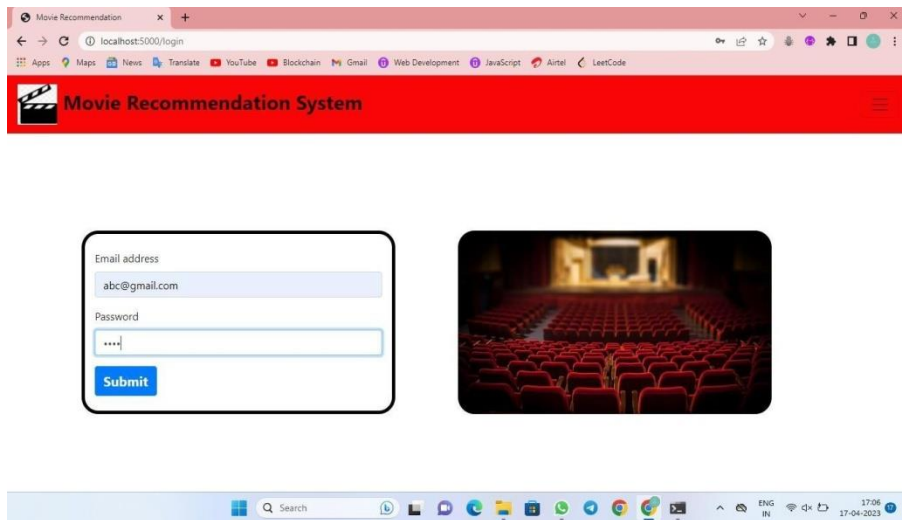 Movie Recommendation
localhost:5000/login
Apps Maps News Translate YouTube Blockchain Gmail Web Development JavaScript Airtel LeetCode
Movie Recommendation System
Email address
abc@gmail.com
Password
••••
Submit
Search
ENG
IN
17:06
17-04-2023